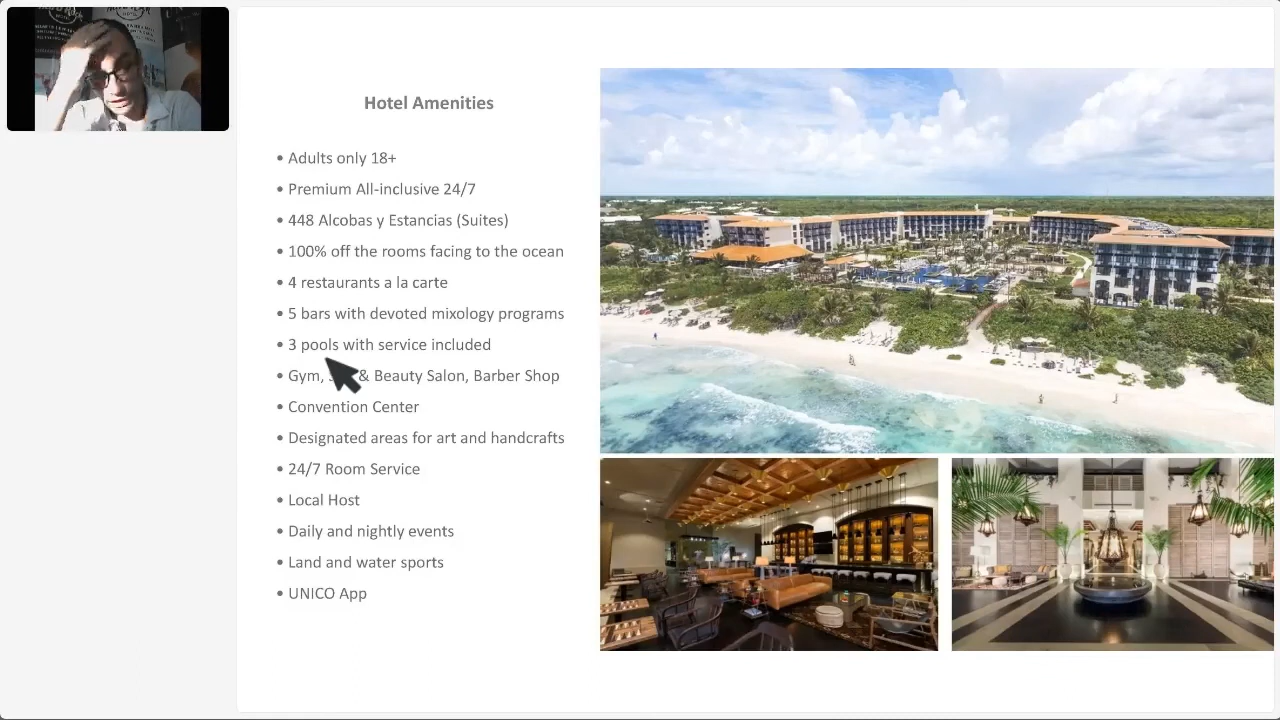 Hotel Amenities
• Adults only 18+
• Premium All-inclusive 24/7
• 448 Alcobas y Estancias (Suites)
• 100% off the rooms facing to the ocean
• 4 restaurants a la carte
• 5 bars with devoted mixology programs
• 3 pools with service included
• Gym, & Beauty Salon, Barber Shop
• Convention Center
• Designated areas for art and handcrafts
• 24/7 Room Service
• Local Host
• Daily and nightly events
• Land and water sports
• UNICO App